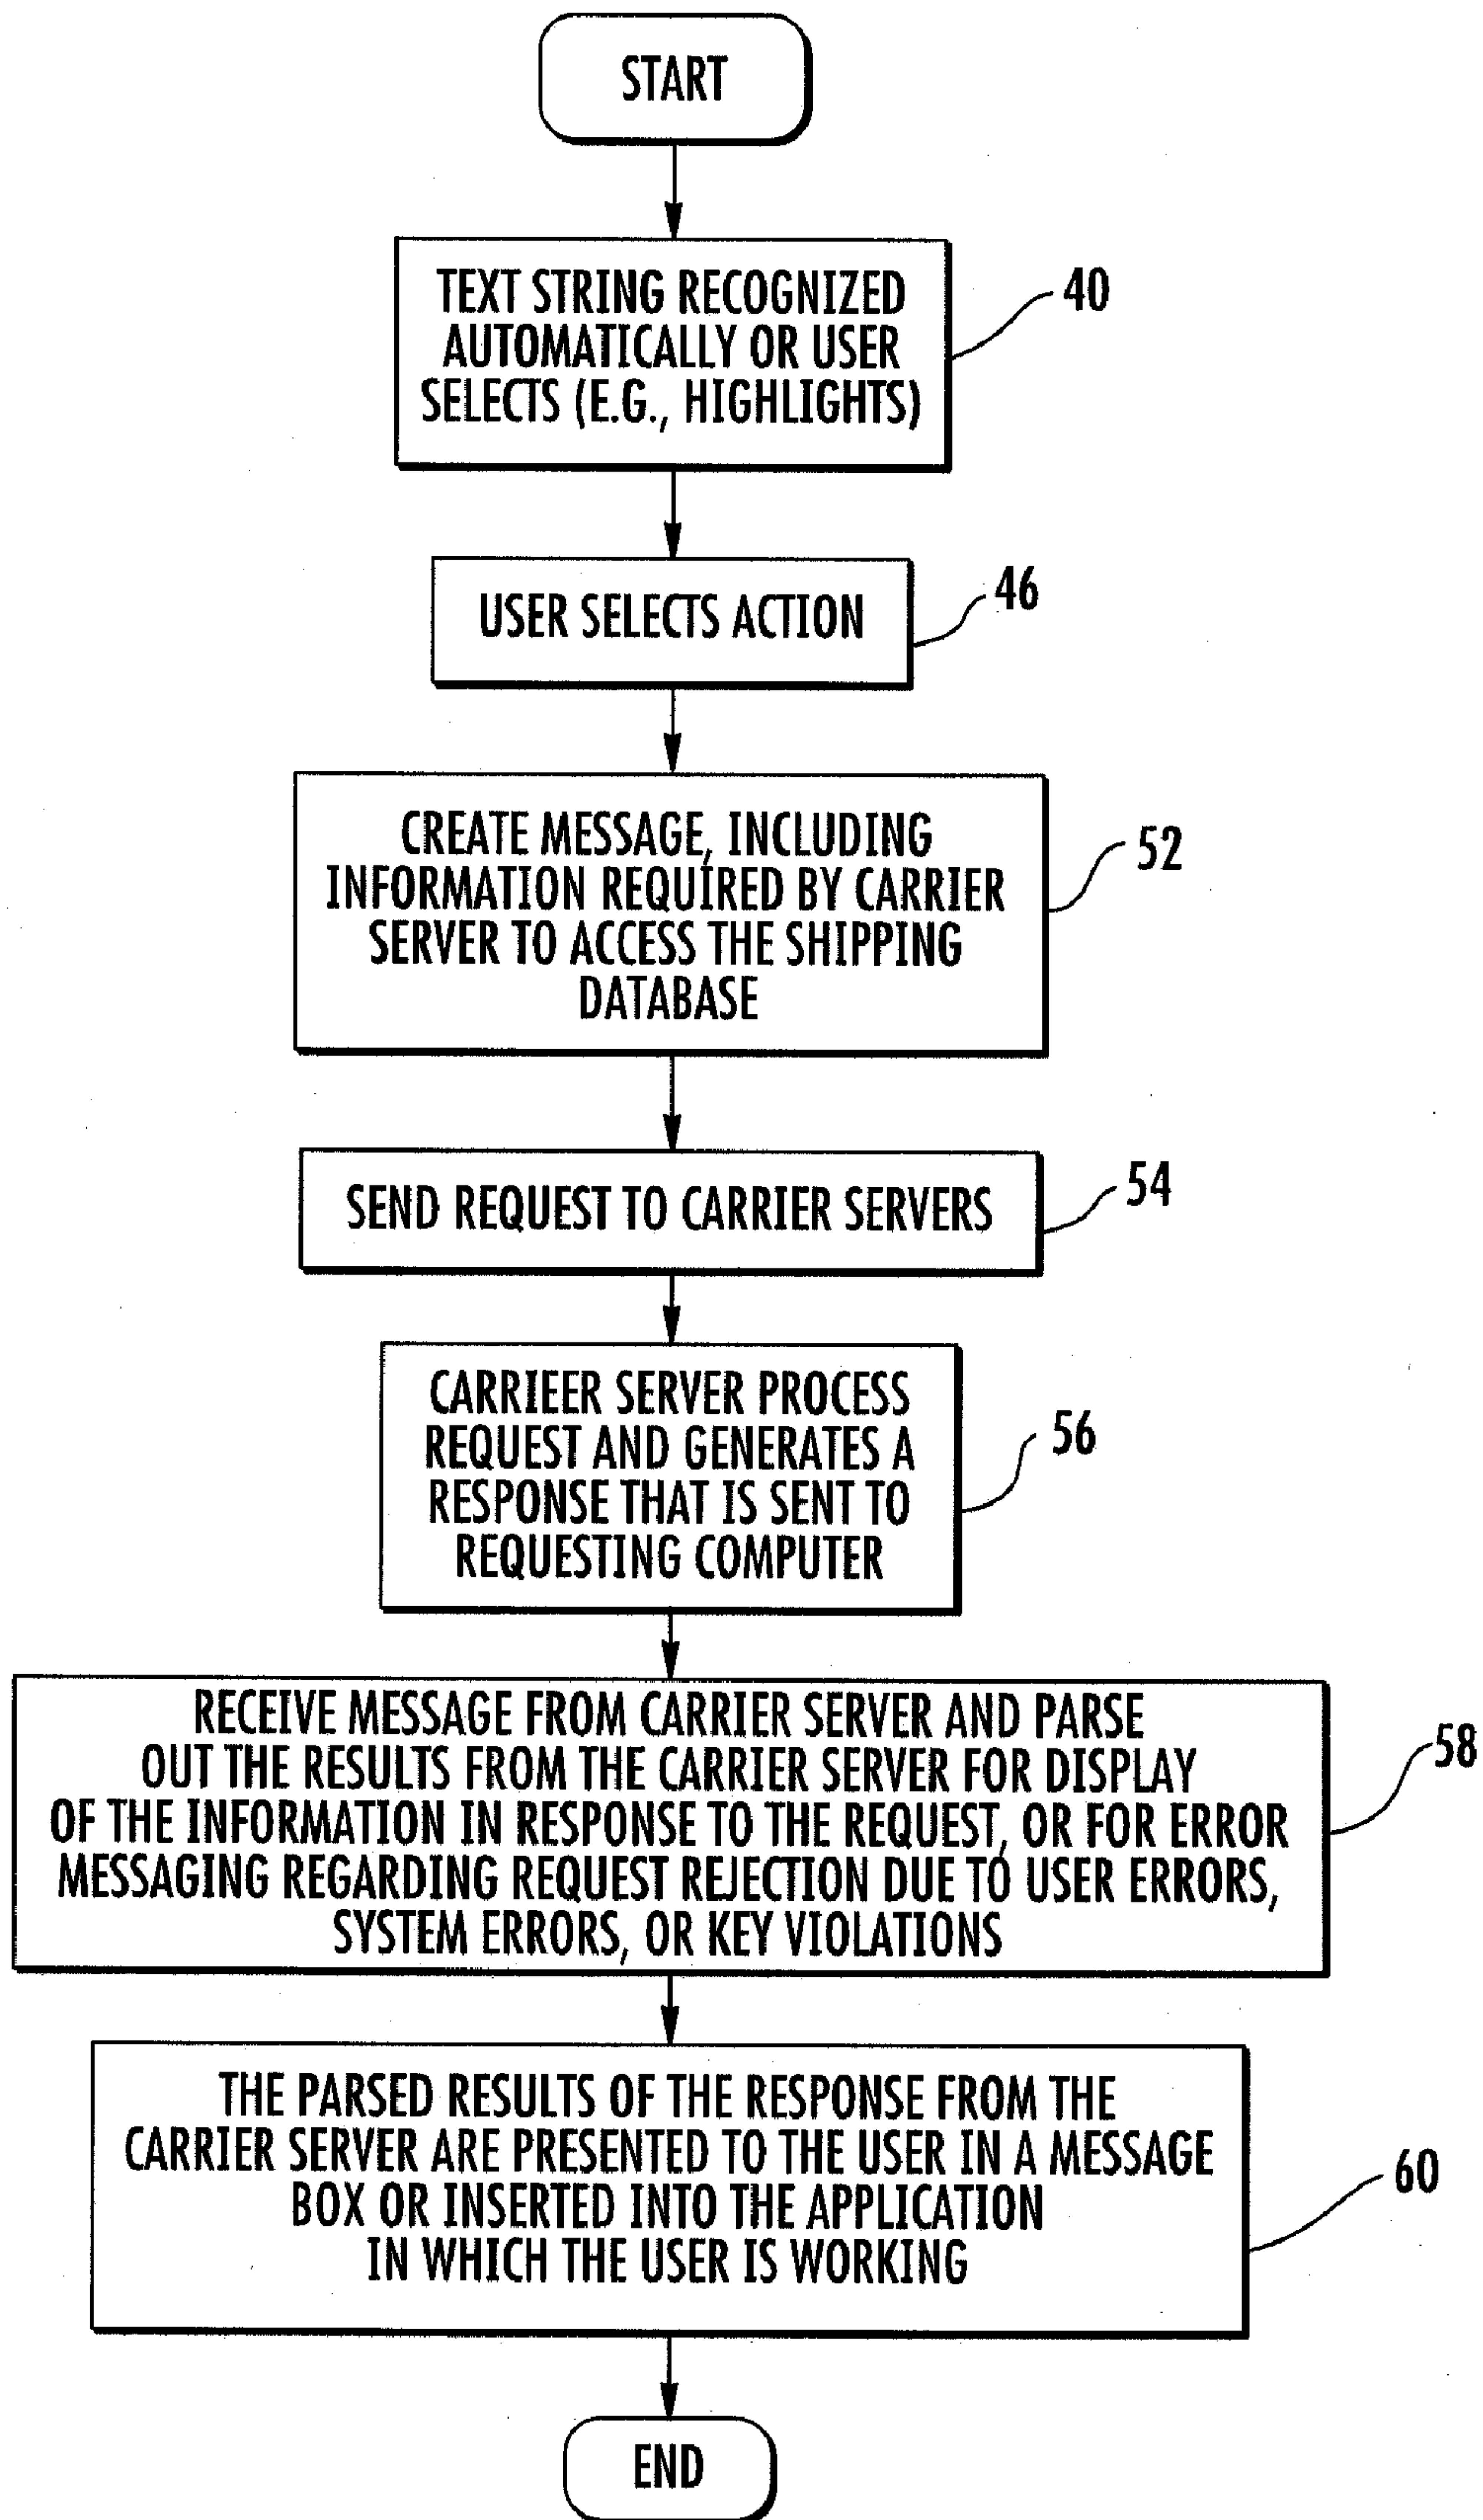 START
TEXT STRING RECOGNIZED
AUTOMATICALLY OR USER
SELECTS (E.G., HIGHLIGHTS)
40
USER SELECTS ACTION
46
CREATE MESSAGE, INCLUDING
INFORMATION REQUIRED BY CARRIER
SERVER TO ACCESS THE SHIPPING
DATABASE
52
SEND REQUEST TO CARRIER SERVERS
54
CARRIEER SERVER PROCESS
REQUEST AND GENERATES A
RESPONSE THAT IS SENT TO
REQUESTING COMPUTER
56
RECEIVE MESSAGE FROM CARRIER SERVER AND PARSE
OUT THE RESULTS FROM THE CARRIER SERVER FOR DISPLAY
OF THE INFORMATION IN RESPONSE TO THE REQUEST, OR FOR ERROR
MESSAGING REGARDING REQUEST REJECTION DUE TO USER ERRORS,
SYSTEM ERRORS, OR KEY VIOLATIONS
58
THE PARSED RESULTS OF THE RESPONSE FROM THE
CARRIER SERVER ARE PRESENTED TO THE USER IN A MESSAGE
BOX OR INSERTED INTO THE APPLICATION
IN WHICH THE USER IS WORKING
60
END